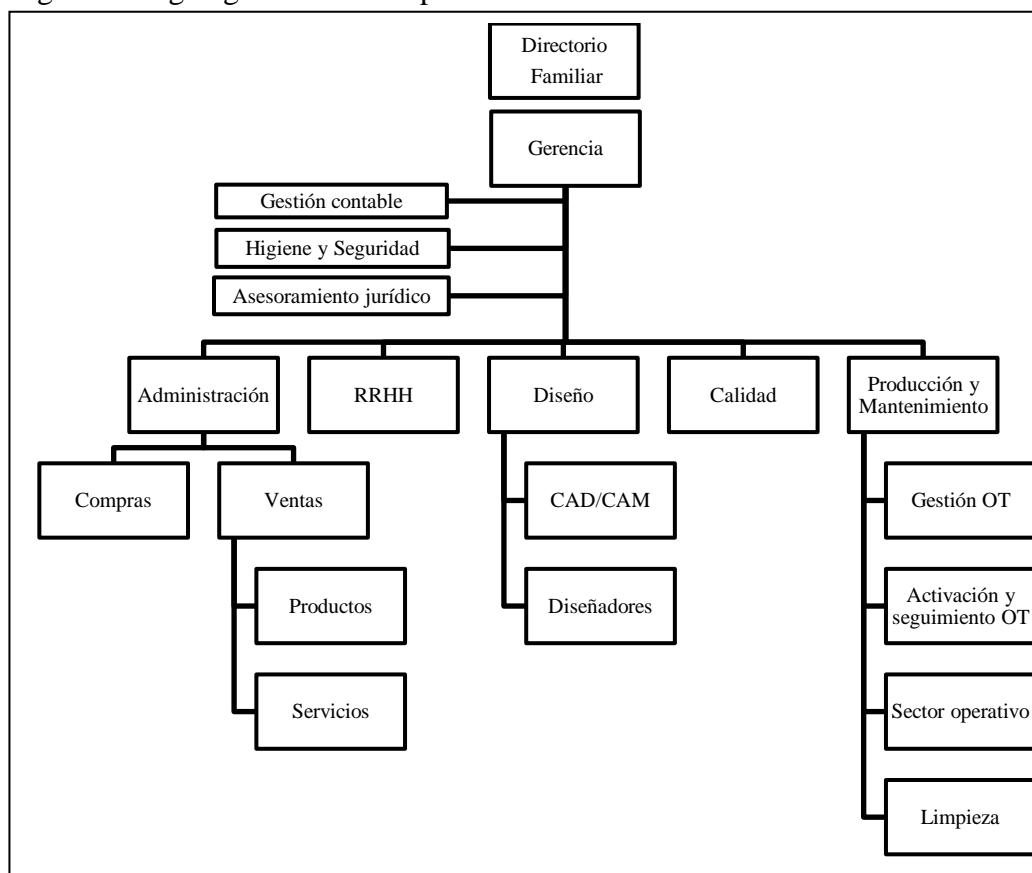 Directorio
Familiar
Gerencia
Gestión contable
Higiene y Seguridad
Asesoramiento jurídico
Administración
RRHH
Diseño
Calidad
Producción y
Mantenimiento
Compras
Ventas
CAD/CAM
Gestión OT
Productos
Diseñadores
Activación y
seguimiento OT
Servicios
Sector operativo
Limpieza